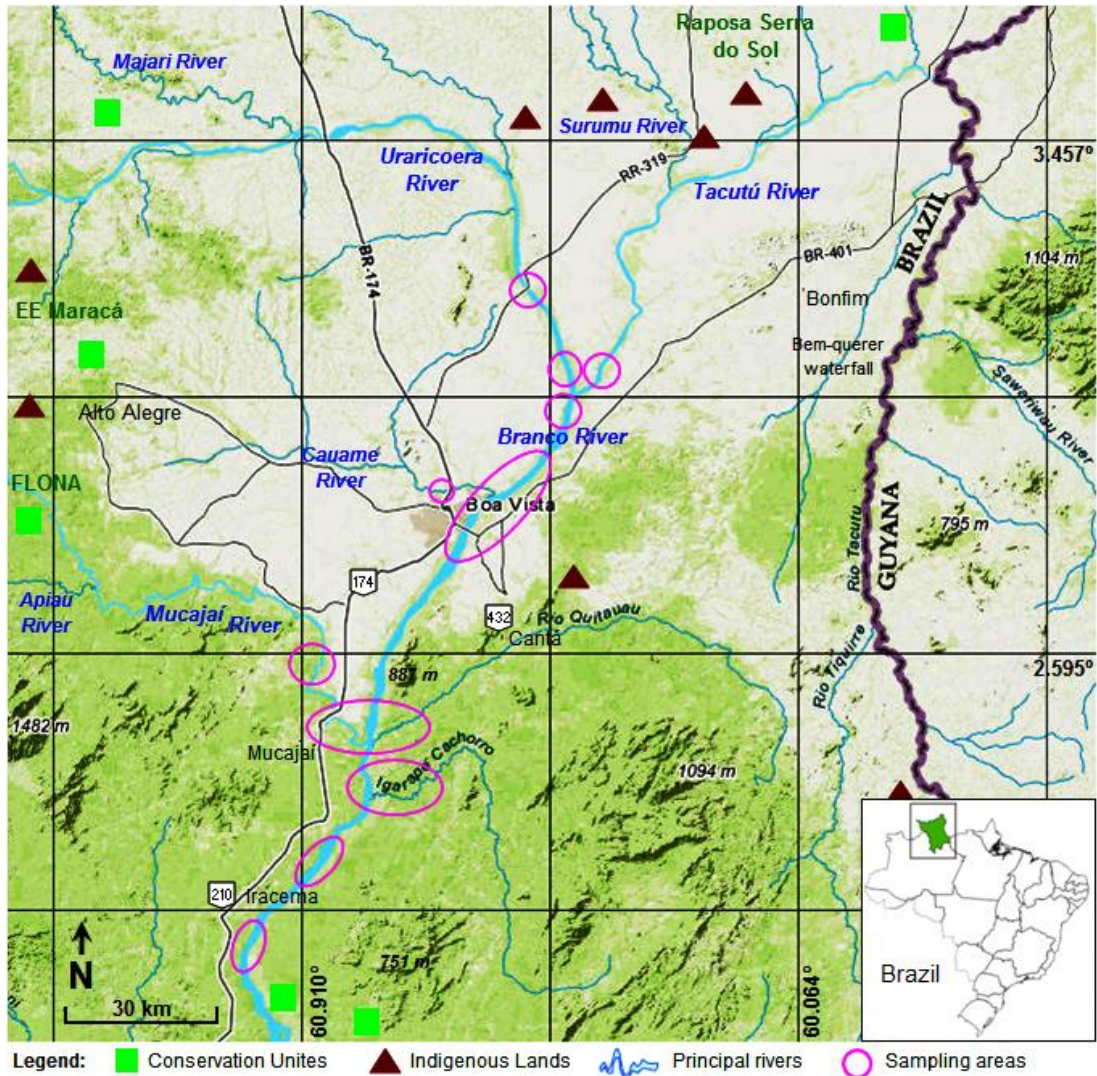 Raposa Serra
do Sol
Majari River
Surumu River
Uraricoera
River
RR-319
3.457°
Tacutú River
BR-174
BR-401
BRAZIL
1104 m
EE Maracá
Bonfim
Bem-querer
waterfall
Sawariwau River
Alto Alegre
Branco River
Cauame
River
FLONA
Boa Vista
Rio Tacutu
GUYANA
795 m
174
Apiaú
River
Mucajaí River
432
Rio Quitauau
Cantá
Rio Tiquirre
2.595°
887 m
1482 m
Mucajaí
Igarapé Cachorro
1094 m
210
Iracema
N
30 km
751 m
60.910°
60.064°
Brazil
Legend: Conservation Unites Indigenous Lands Principal rivers Sampling areas